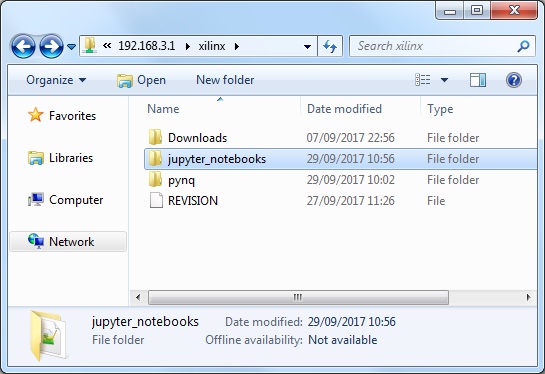 « 192.168.3.1 xilinx Search xilinx
Organize Open New folder
Name Date modified Type
Favorites
Libraries
Computer
Network
Downloads 07/09/2017 22:56 File folder
jupyter_notebooks 29/09/2017 10:56 File folder
pynq 29/09/2017 10:02 File folder
REVISION 27/09/2017 11:26 File
jupyter_notebooks Date modified: 29/09/2017 10:56
File folder Offline availability: Not available